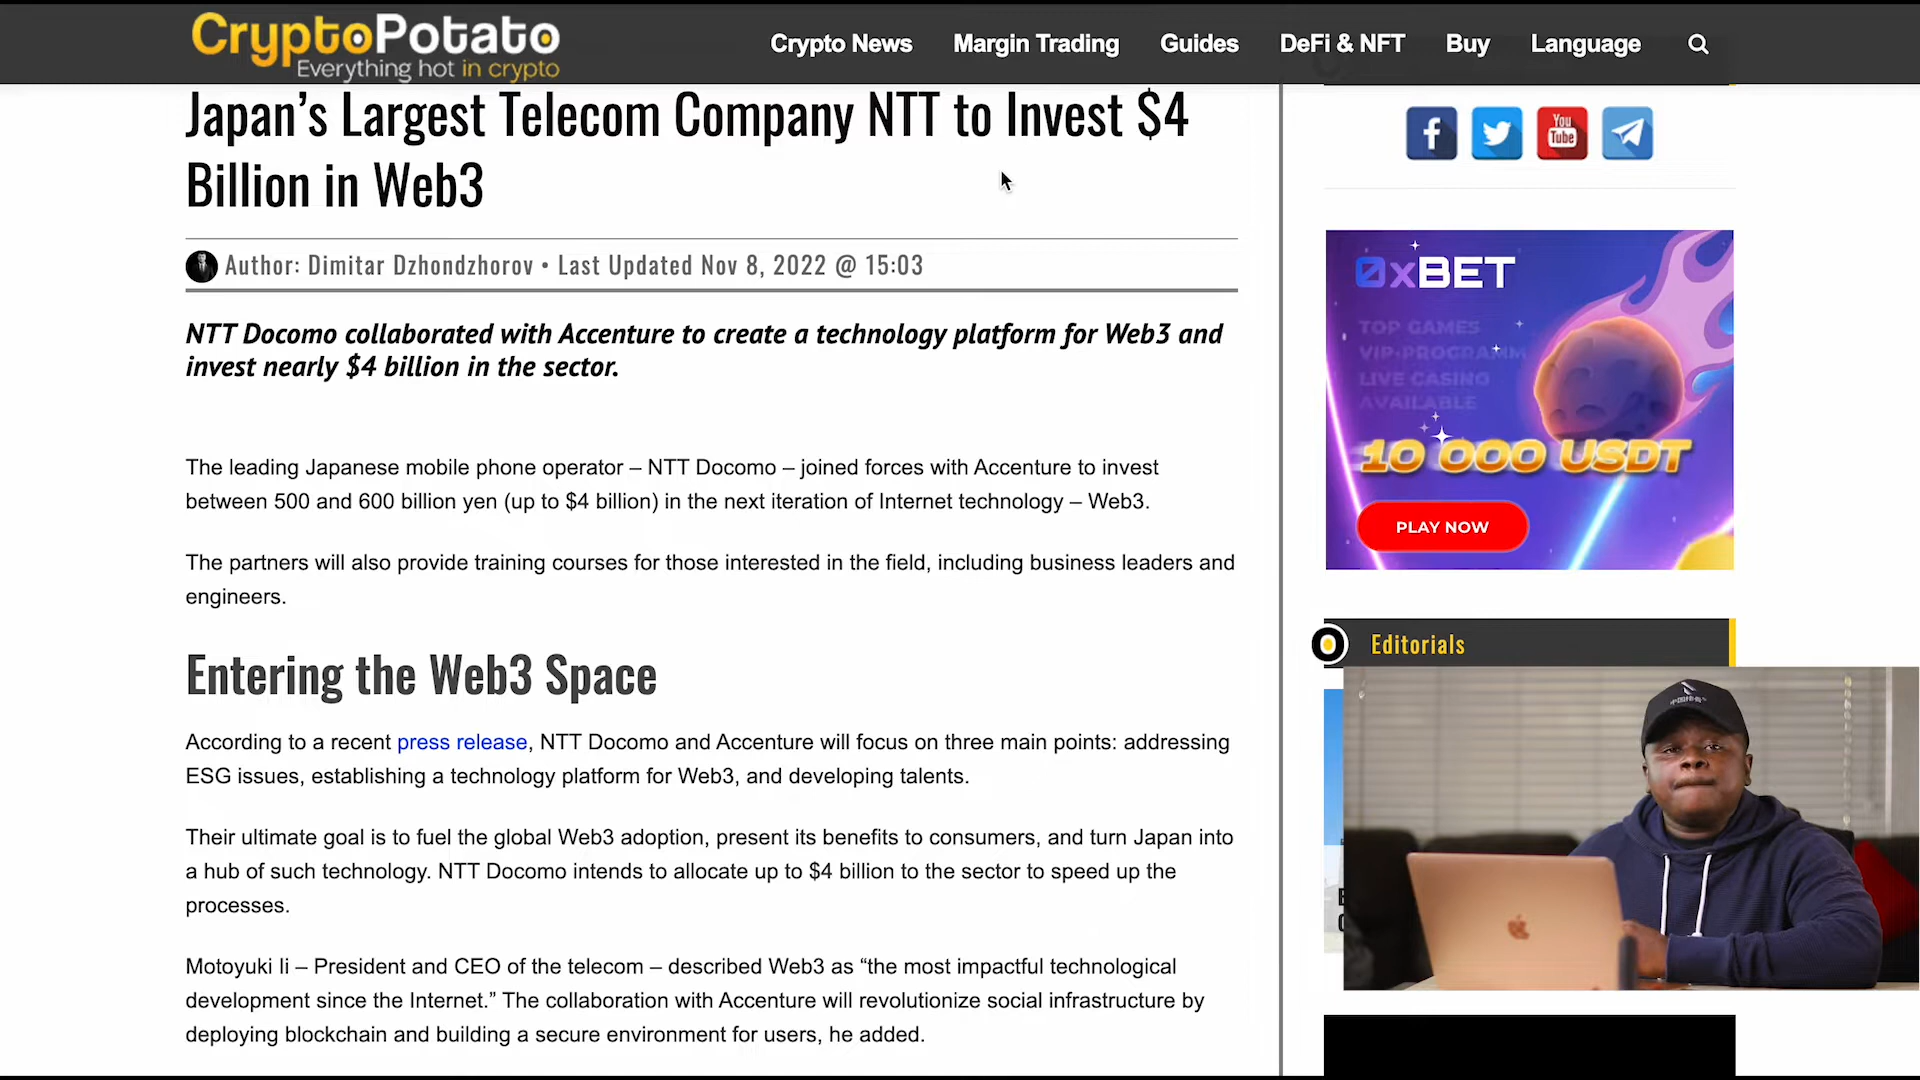 CryptoPotato
Everything hot in crypto
Crypto News Margin Trading Guides DeFi & NFT Buy Language
Japan’s Largest Telecom Company NTT to Invest $4
Billion in Web3
Author: Dimitar Dzhondzhorov • Last Updated Nov 8, 2022 @ 15:03
NTT Docomo collaborated with Accenture to create a technology platform for Web3 and
invest nearly $4 billion in the sector.
The leading Japanese mobile phone operator – NTT Docomo – joined forces with Accenture to invest
between 500 and 600 billion yen (up to $4 billion) in the next iteration of Internet technology – Web3.
The partners will also provide training courses for those interested in the field, including business leaders and
engineers.
Entering the Web3 Space
According to a recent press release, NTT Docomo and Accenture will focus on three main points: addressing
ESG issues, establishing a technology platform for Web3, and developing talents.
Their ultimate goal is to fuel the global Web3 adoption, present its benefits to consumers, and turn Japan into
a hub of such technology. NTT Docomo intends to allocate up to $4 billion to the sector to speed up the
processes.
Motoyuki Ii – President and CEO of the telecom – described Web3 as “the most impactful technological
development since the Internet.” The collaboration with Accenture will revolutionize social infrastructure by
deploying blockchain and building a secure environment for users, he added.
You
Tube
0xBET
TOP GAMES
VIP-PROGRAMM
LIVE CASINO
AVAILABLE
10 000 USDT
PLAY NOW
Editorials